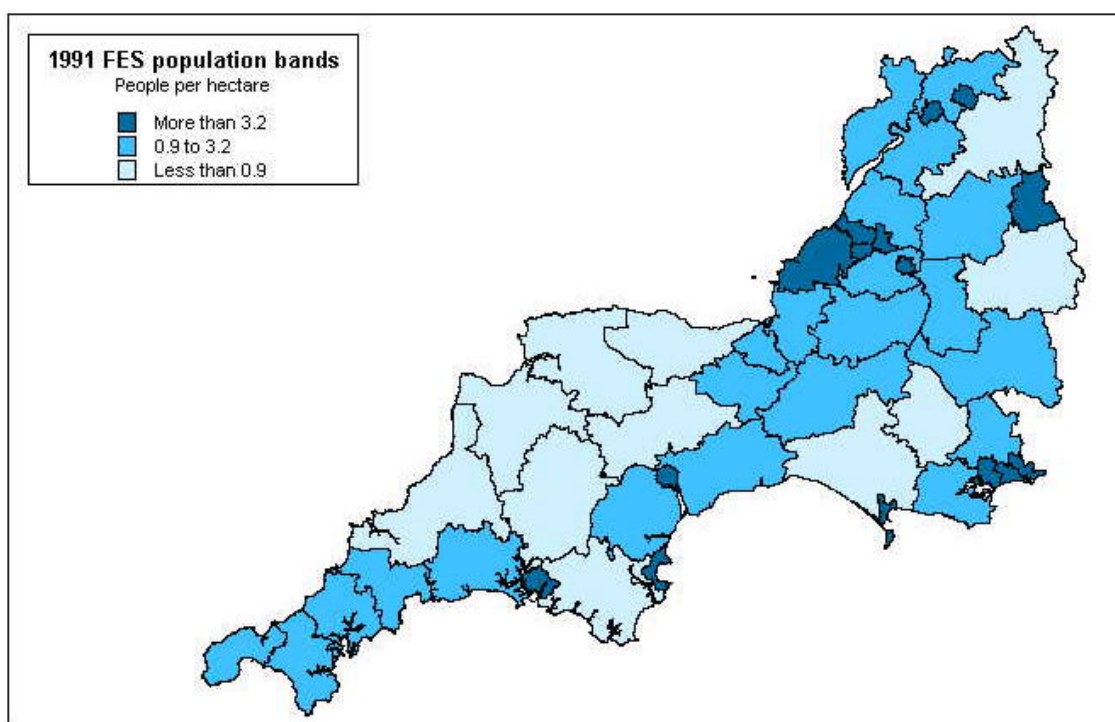 1991 FES population bands
People per hectare
More than 3.2
0.9 to 3.2
Less than 0.9